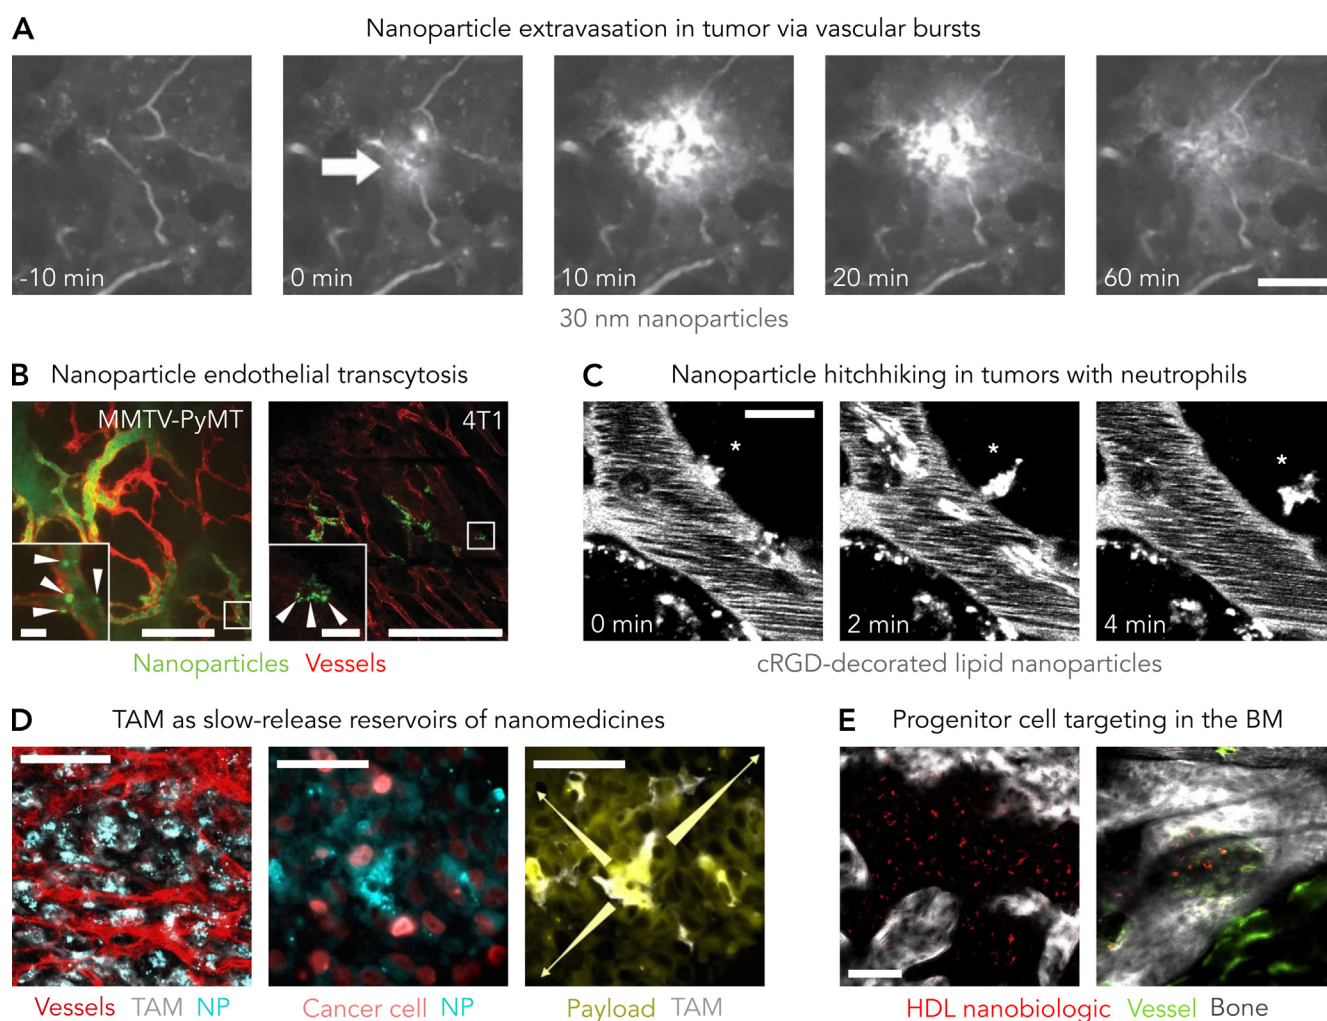 A Nanoparticle extravasation in tumor via vascular bursts
-10 min 0 min 10 min 20 min 60 min
30 nm nanoparticles
B Nanoparticle endothelial transcytosis
MMTV-PyMT 4T1
Nanoparticles Vessels
C Nanoparticle hitchhiking in tumors with neutrophils
* * *
0 min 2 min 4 min
cRGD-decorated lipid nanoparticles
D TAM as slow-release reservoirs of nanomedicines
Vessels TAM NP Cancer cell NP Payload TAM
E Progenitor cell targeting in the BM
HDL nanobiologic Vessel Bone